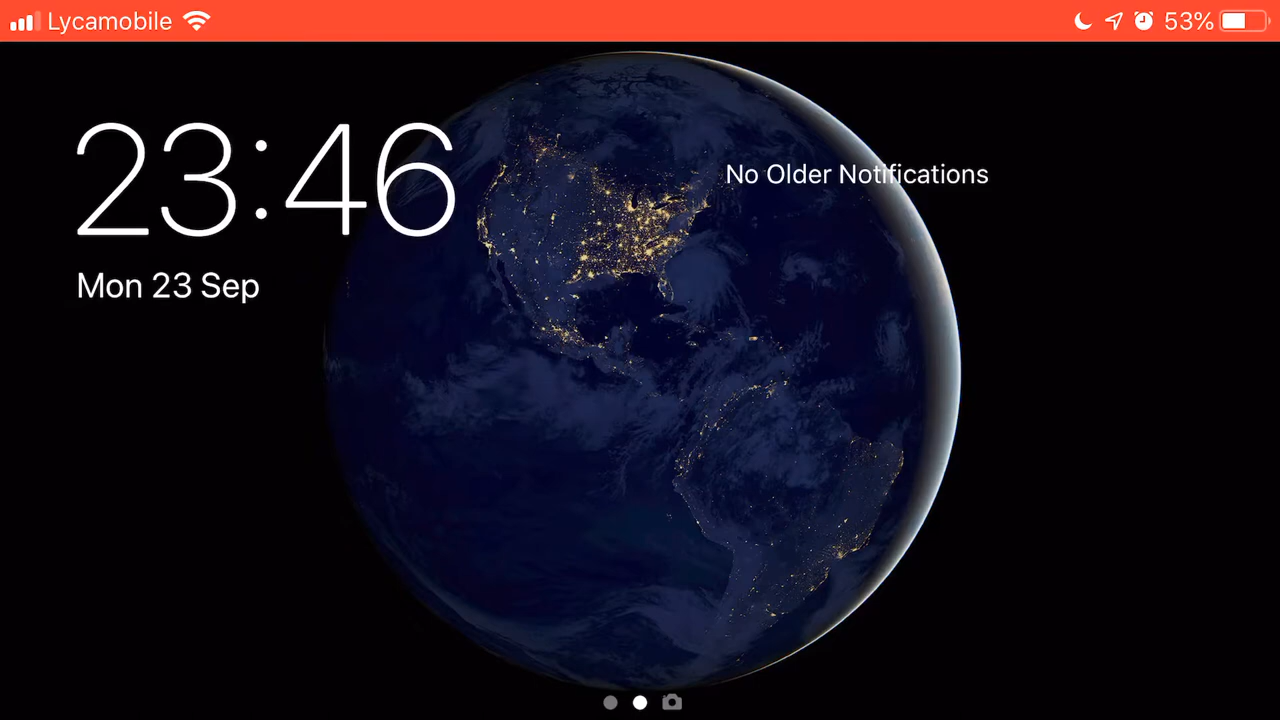 Lycamobile
53%
23:46
No Older Notifications
Mon 23 Sep